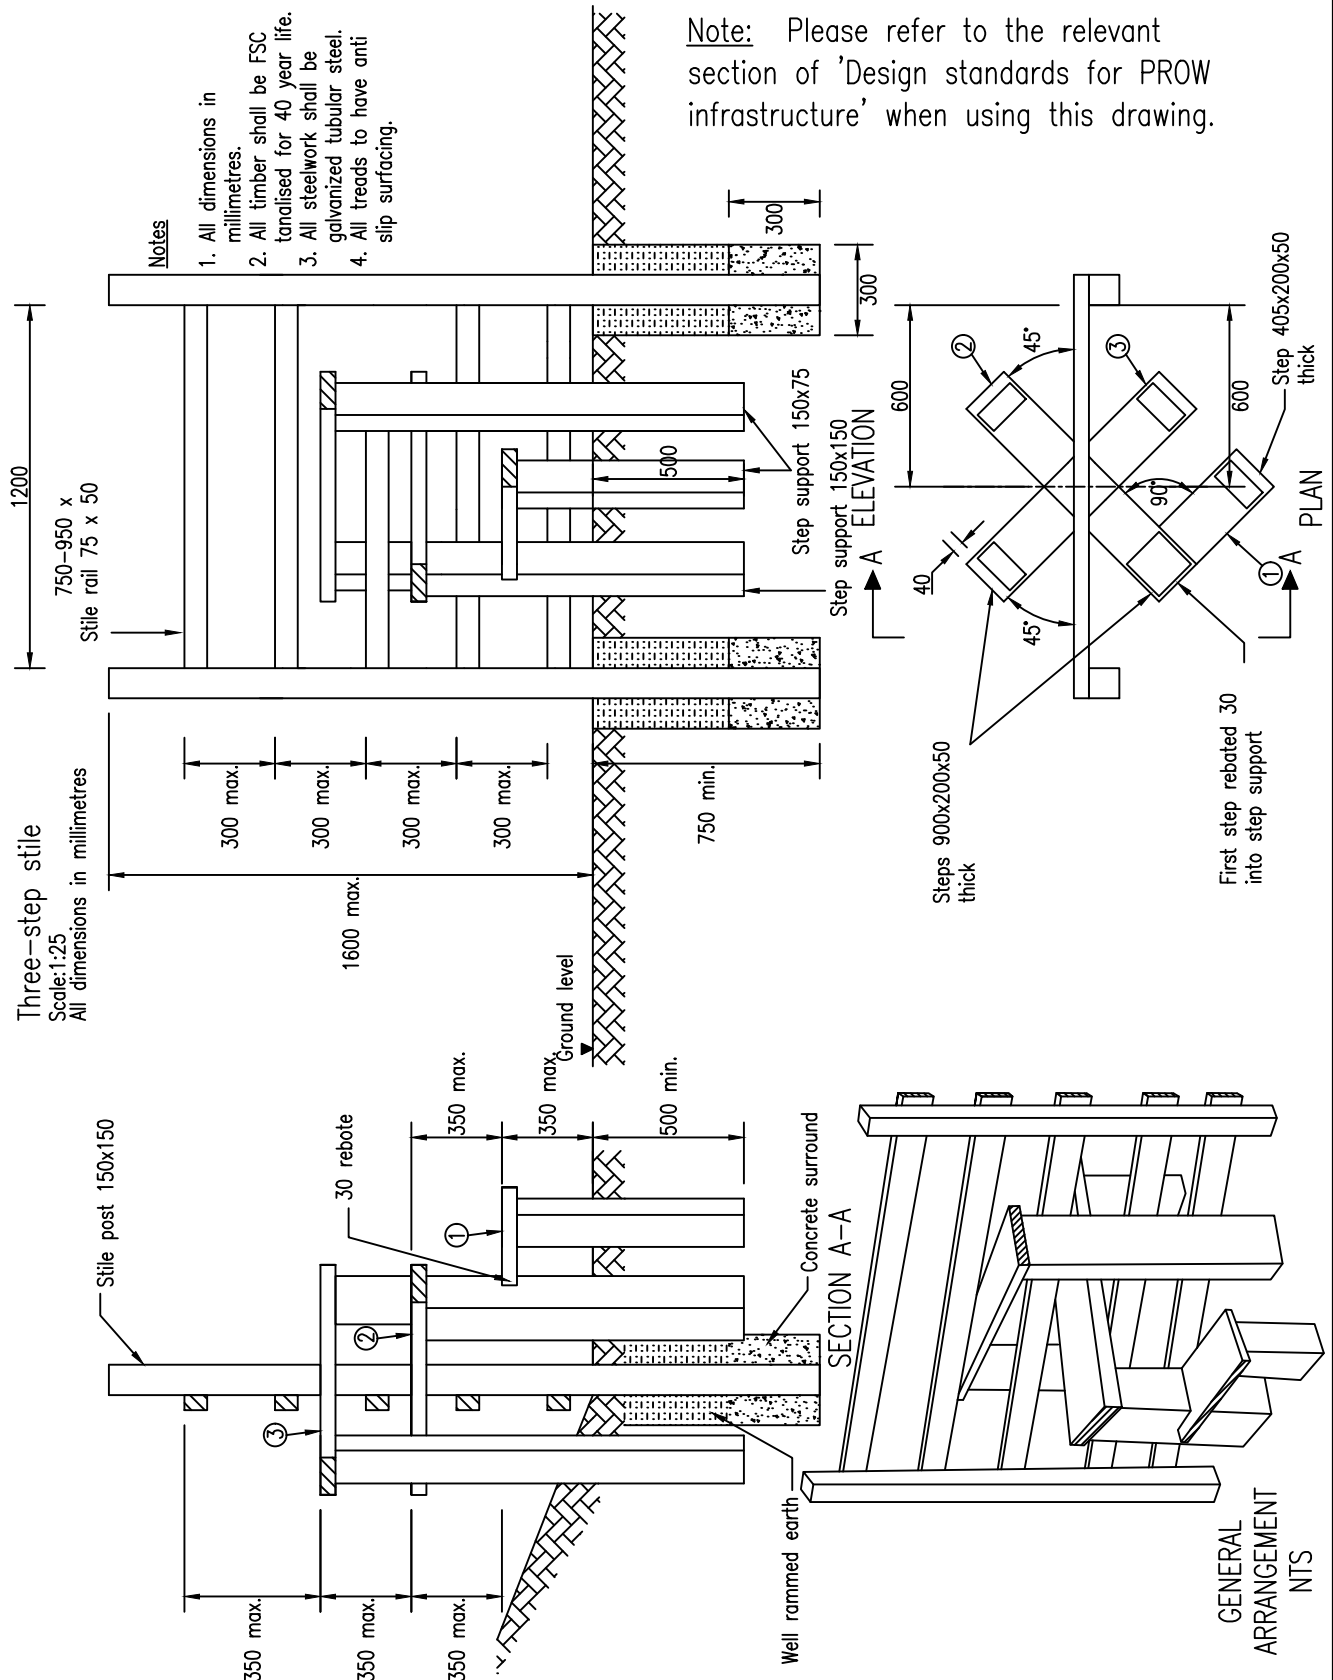 Three-step stile
Scale:1:25
All dimensions in millimetres
Note: Please refer to the relevant
section of 'Design standards for PROW
infrastructure' when using this drawing.
Notes
1. All dimensions in
millimetres.
2. All timber shall be FSC
tanalised for 40 year life.
3. All steelwork shall be
galvanized tubular steel.
4. All treads to have anti
slip surfacing.
1200
750-950 x
Stile rail 75 x 50
300 max.
300 max.
300 max.
300 max.
1600 max.
750 min.
Ground level
500
300
300
Step support 150x75
Step support 150x150
ELEVATION
Stile post 150x150
30 rebote
350 max.
350 max.
500 min.
350 max.
350 max.
350 max.
1
2
3
Concrete surround
Well rammed earth
SECTION A-A
600
600
45°
45°
90°
40
1
2
3
A
A
Step 405x200x50
thick
Steps 900x200x50
thick
First step rebated 30
into step support
PLAN
GENERAL
ARRANGEMENT
NTS